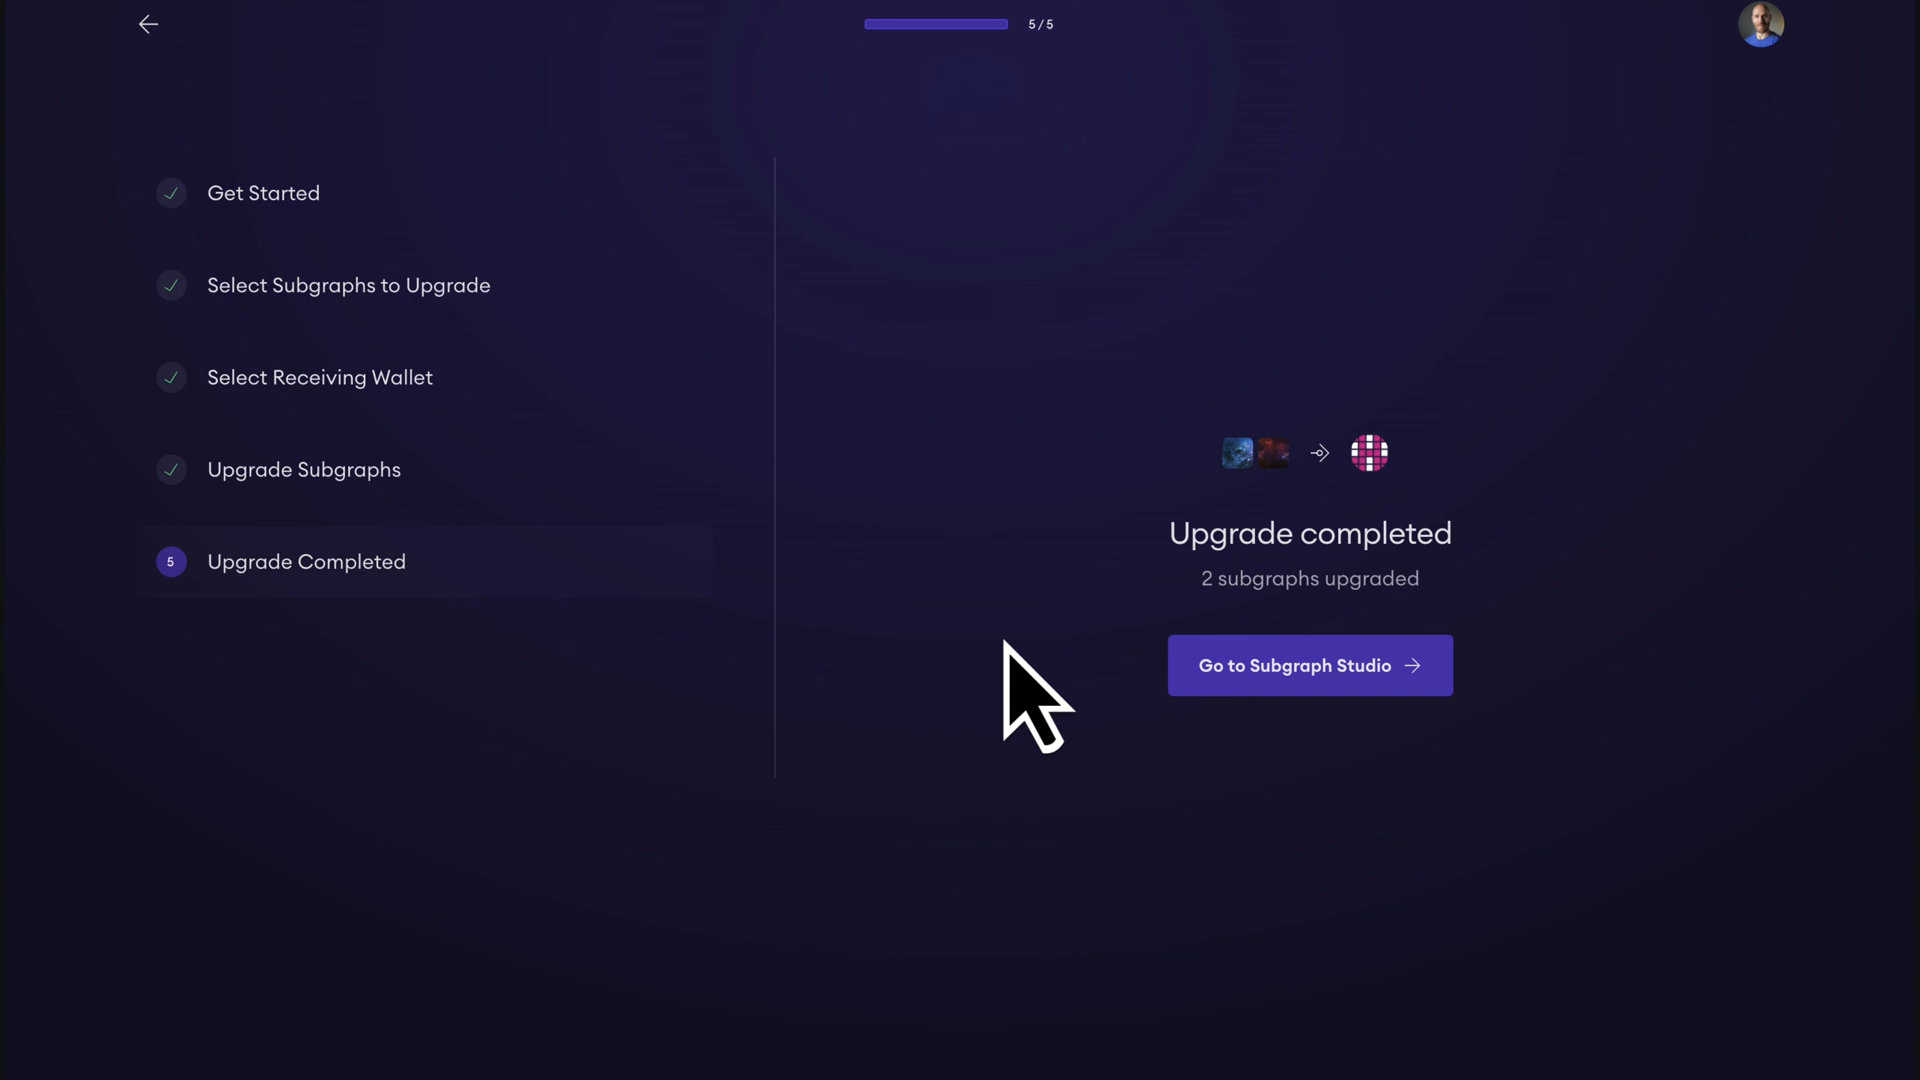 5/5
Get Started
Select Subgraphs to Upgrade
Select Receiving Wallet
Upgrade Subgraphs
5 Upgrade Completed
Upgrade completed
2 subgraphs upgraded
Go to Subgraph Studio